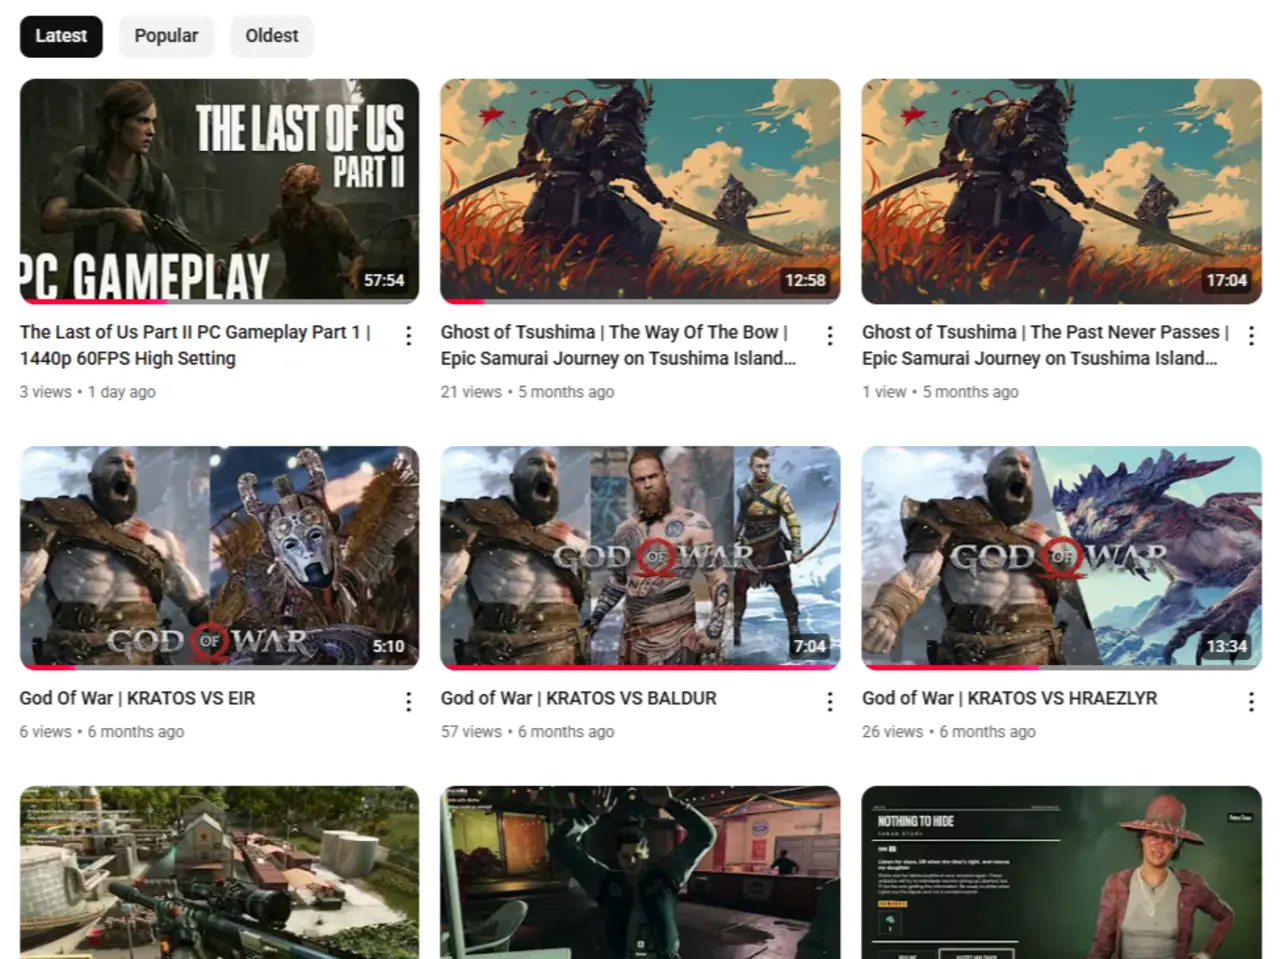 Latest
Popular
Oldest
THE LAST OF US
PART II
PC GAMEPLAY
57:54
12:58
17:04
The Last of Us Part II PC Gameplay Part 1 |
1440p 60FPS High Setting
3 views • 1 day ago
Ghost of Tsushima | The Way Of The Bow |
Epic Samurai Journey on Tsushima Island...
21 views • 5 months ago
Ghost of Tsushima | The Past Never Passes |
Epic Samurai Journey on Tsushima Island...
1 view • 5 months ago
GOD OF WAR
5:10
GOD OF WAR
7:04
GOD OF WAR
13:34
God Of War | KRATOS VS EIR
6 views • 6 months ago
God of War | KRATOS VS BALDUR
57 views • 6 months ago
God of War | KRATOS VS HRAEZLYR
26 views • 6 months ago
NOTHING TO HIDE